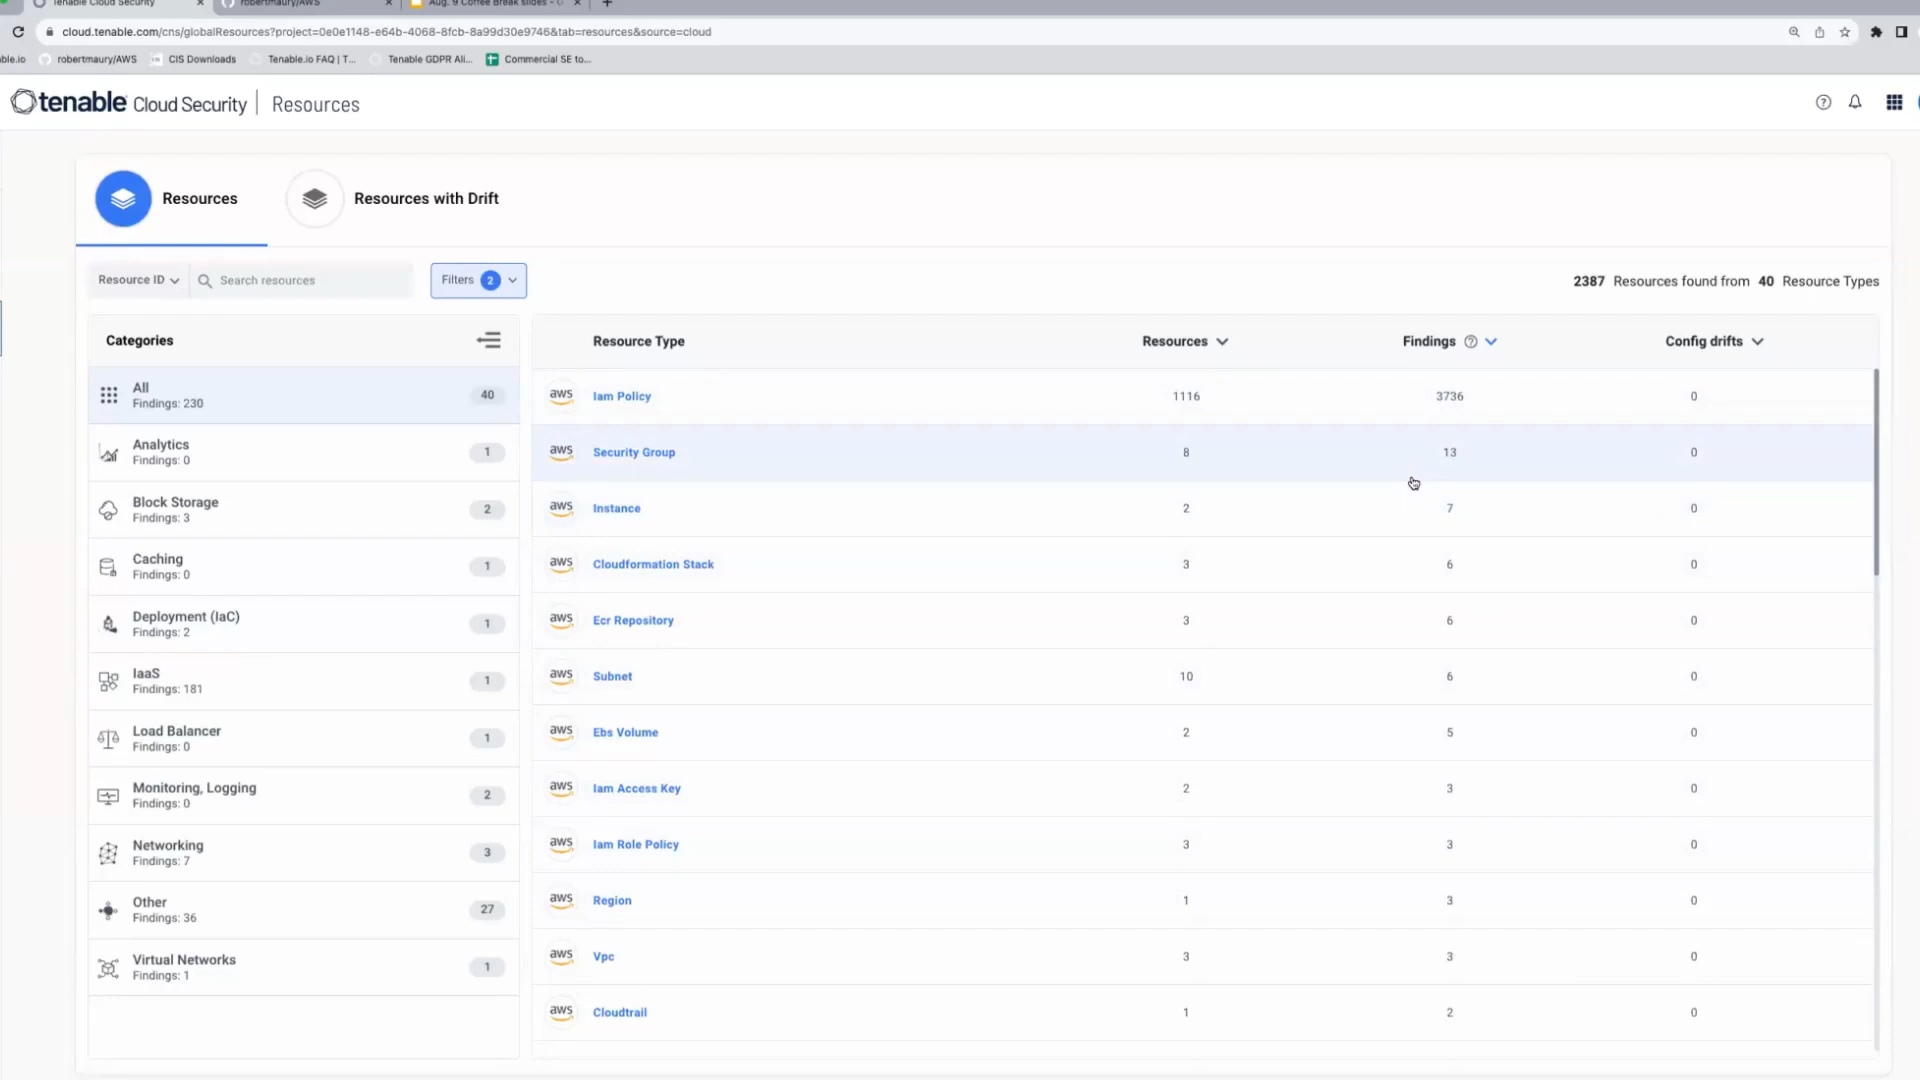 Tenable Cloud Security
robertmaury/AWS
Aug. 9 Coffee Break slides - G
cloud.tenable.com/cns/globalResources?project=0e0e1148-e64b-4068-8fcb-8a99d30e9746&tab=resources&source=cloud
ble.io
robertmaury/AWS
CIS Downloads
Tenable.io FAQ | T...
Tenable GDPR Ali...
Commercial SE to...
tenable Cloud Security | Resources
Resources
Resources with Drift
Resource ID
Search resources
Filters 2
2387 Resources found from 40 Resource Types
Categories
Resource Type
Resources
Findings
Config drifts
All
Findings: 230
40
Analytics
Findings: 0
1
Block Storage
Findings: 3
2
Caching
Findings: 0
1
Deployment (IaC)
Findings: 2
1
IaaS
Findings: 181
1
Load Balancer
Findings: 0
1
Monitoring, Logging
Findings: 0
2
Networking
Findings: 7
3
Other
Findings: 36
27
Virtual Networks
Findings: 1
1
aws Iam Policy 1116 3736 0
aws Security Group 8 13 0
aws Instance 2 7 0
aws Cloudformation Stack 3 6 0
aws Ecr Repository 3 6 0
aws Subnet 10 6 0
aws Ebs Volume 2 5 0
aws Iam Access Key 2 3 0
aws Iam Role Policy 3 3 0
aws Region 1 3 0
aws Vpc 3 3 0
aws Cloudtrail 1 2 0